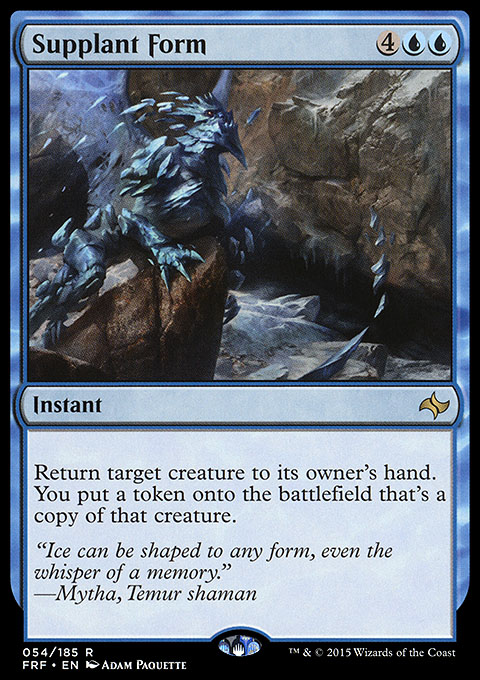 Supplant Form 4
Instant
Return target creature to its owner's hand.
You put a token onto the battlefield that's a
copy of that creature.
"Ice can be shaped to any form, even the
whisper of a memory."
—Mytha, Temur shaman
054/185 R
FRF • EN Adam Paquette
™ & © 2015 Wizards of the Coast